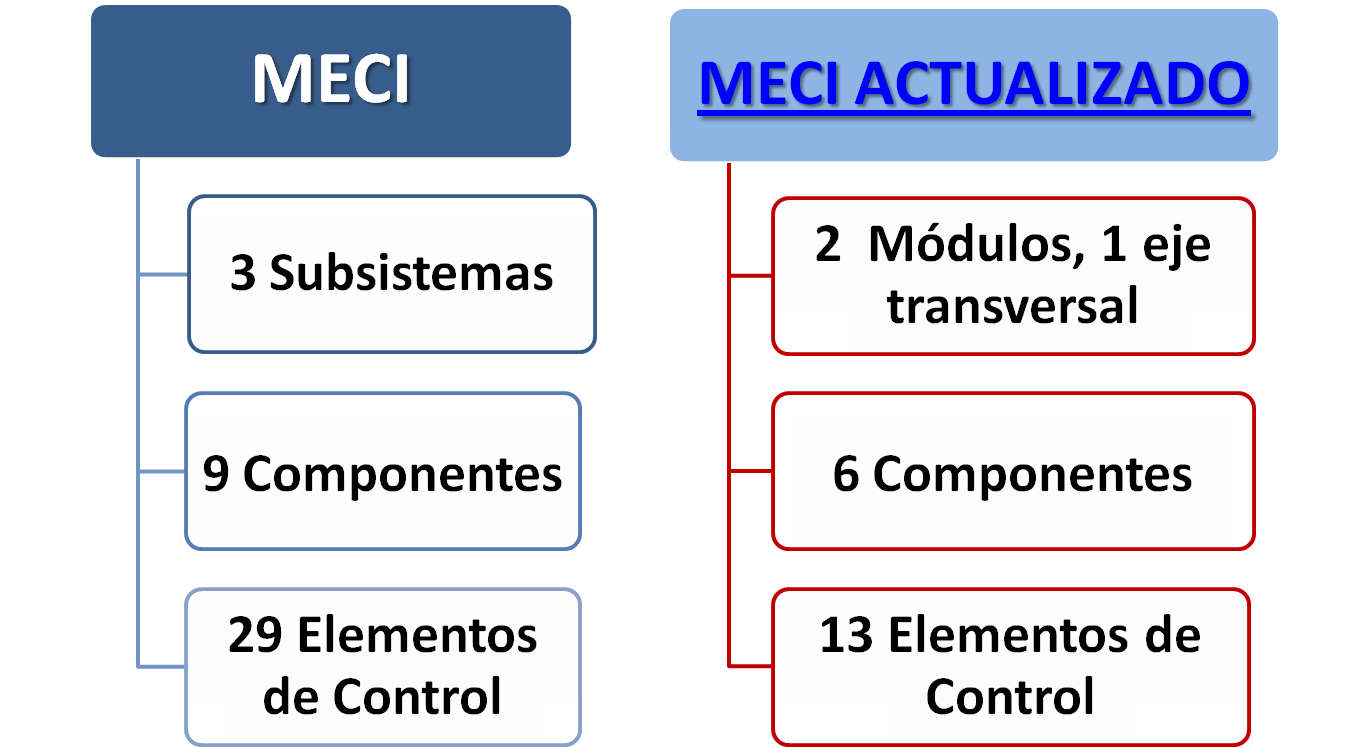 MECI
3 Subsistemas
9 Componentes
29 Elementos
de Control
MECI ACTUALIZADO
2  Módulos, 1 eje
transversal
6 Componentes
13 Elementos de
Control